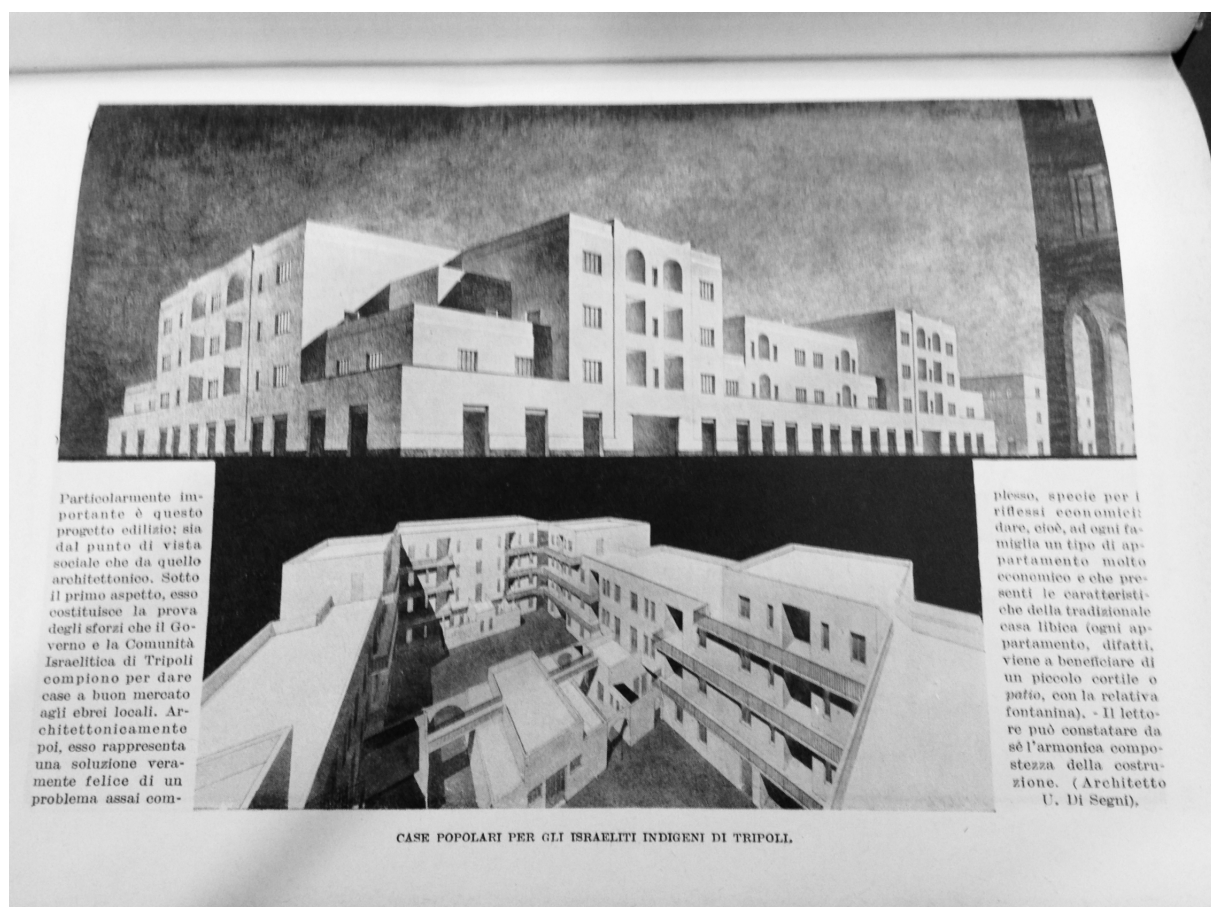 Particolarmente im-
portante è questo
progetto edilizio: sia
dal punto di vista
sociale che da quello
architettonico. Sotto
il primo aspetto, esso
costituisce la prova
degli sforzi che il Go-
verno e la Comunità
Israelitica di Tripoli
compiono per dare
case a buon mercato
agli ebrei locali. Ar-
chitettonicamente
poi, esso rappresenta
una soluzione vera-
mente felice di un
problema assai com-
plesso, specie per i
riflessi economici:
dare, cioè, ad ogni fa-
miglia un tipo di ap-
partamento molto
economico e che pre-
senti le caratteristi-
che della tradizionale
casa libica (ogni ap-
partamento, difatti,
viene a beneficiare di
un piccolo cortile o
patio, con la relativa
fontanina). - Il letto-
re può constatare da
sé l'armonica compo-
stezza della costru-
zione. (Architetto
U. Di Segni).
CASE POPOLARI PER GLI ISRAELITI INDIGENI DI TRIPOLI.